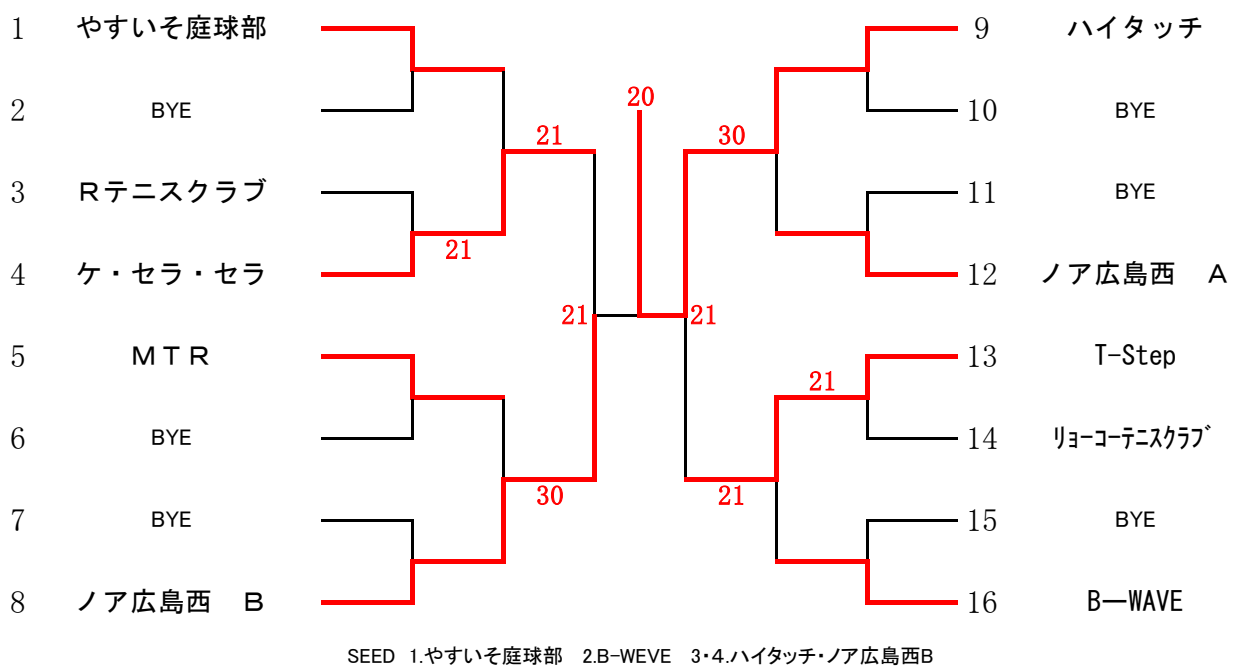 1 やすいそ庭球部
2 BYE
3 Rテニスクラブ
4 ケ・セラ・セラ
5 MTR
6 BYE
7 BYE
8 ノア広島西 B
21
21
21
30
20
30
21
21
21
9 ハイタッチ
10 BYE
11 BYE
12 ノア広島西 A
13 T-Step
14 ﾘｮｰｺｰﾃﾆｽｸﾗﾌﾞ
15 BYE
16 B―WAVE
SEED 1.やすいそ庭球部 2.B-WEVE 3・4.ハイタッチ・ノア広島西B